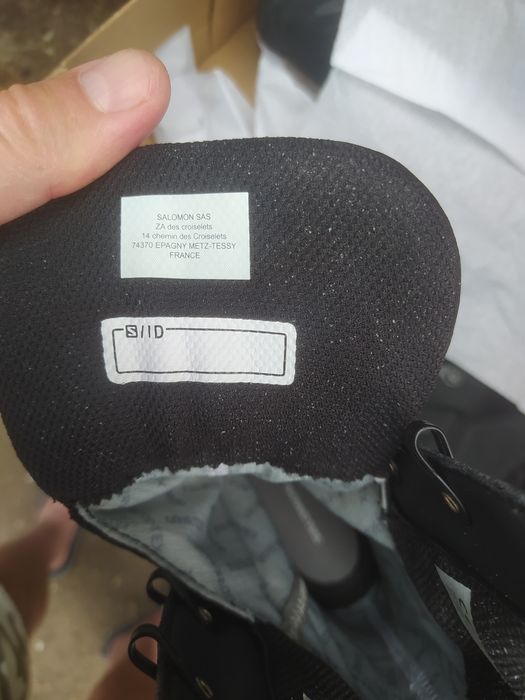 SALOMON SAS
ZA des croiselets
14 chemin des Croiselets
74370 EPAGNY METZ-TESSY
FRANCE
S/ID